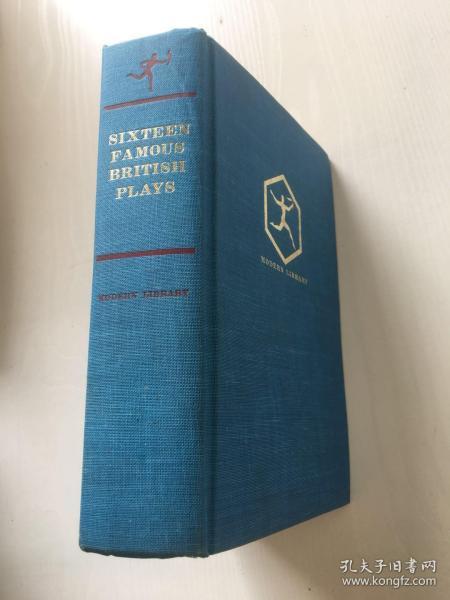 SIXTEEN
FAMOUS
BRITISH
PLAYS
MODERN LIBRARY
MODERN LIBRARY
孔夫子旧书网
www.kongfz.com